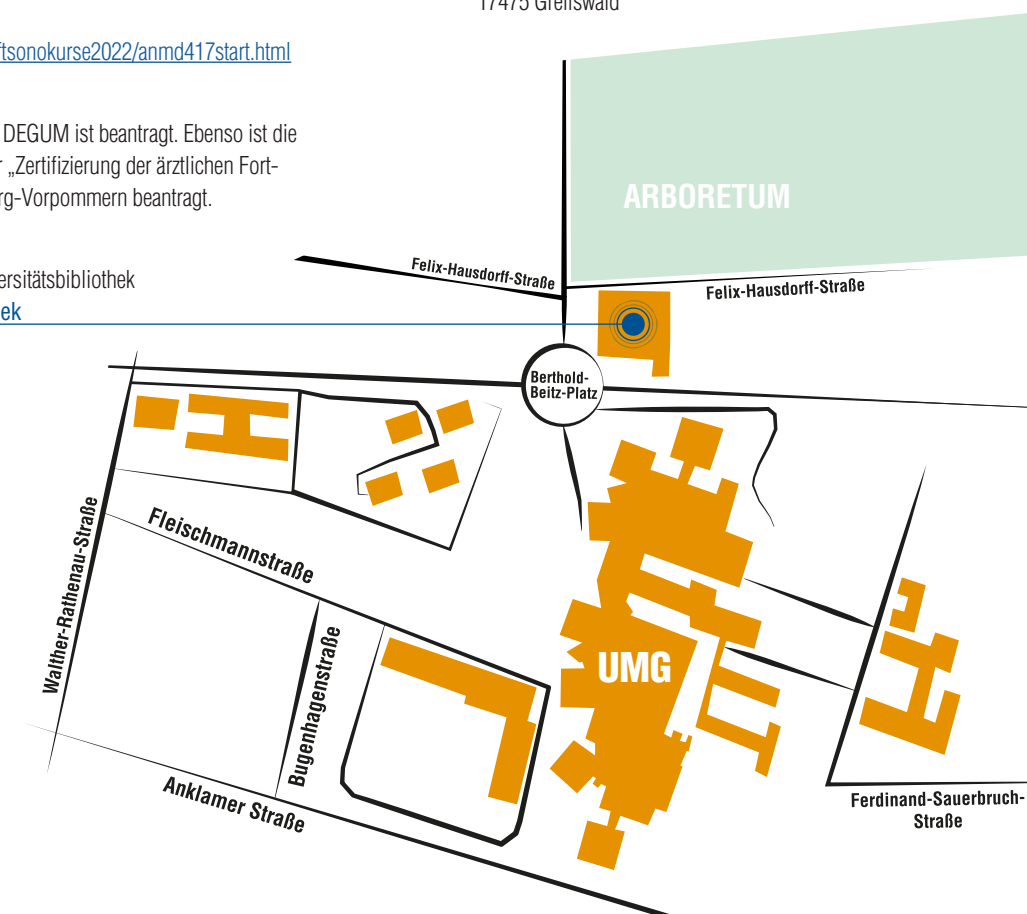 17475 Greifswald
ftsonokurse2022/anmd417start.html
DEGUM ist beantragt. Ebenso ist die
„Zertifizierung der ärztlichen Fort-
rg-Vorpommern beantragt.
ARBORETUM
ersitätsbibliothek
ek
Felix-Hausdorff-Straße
Felix-Hausdorff-Straße
Berthold-
Beitz-Platz
Walther-Rathenau-Straße
Fleischmannstraße
Bugenhagenstraße
UMG
Anklamer Straße
Ferdinand-Sauerbruch-
Straße